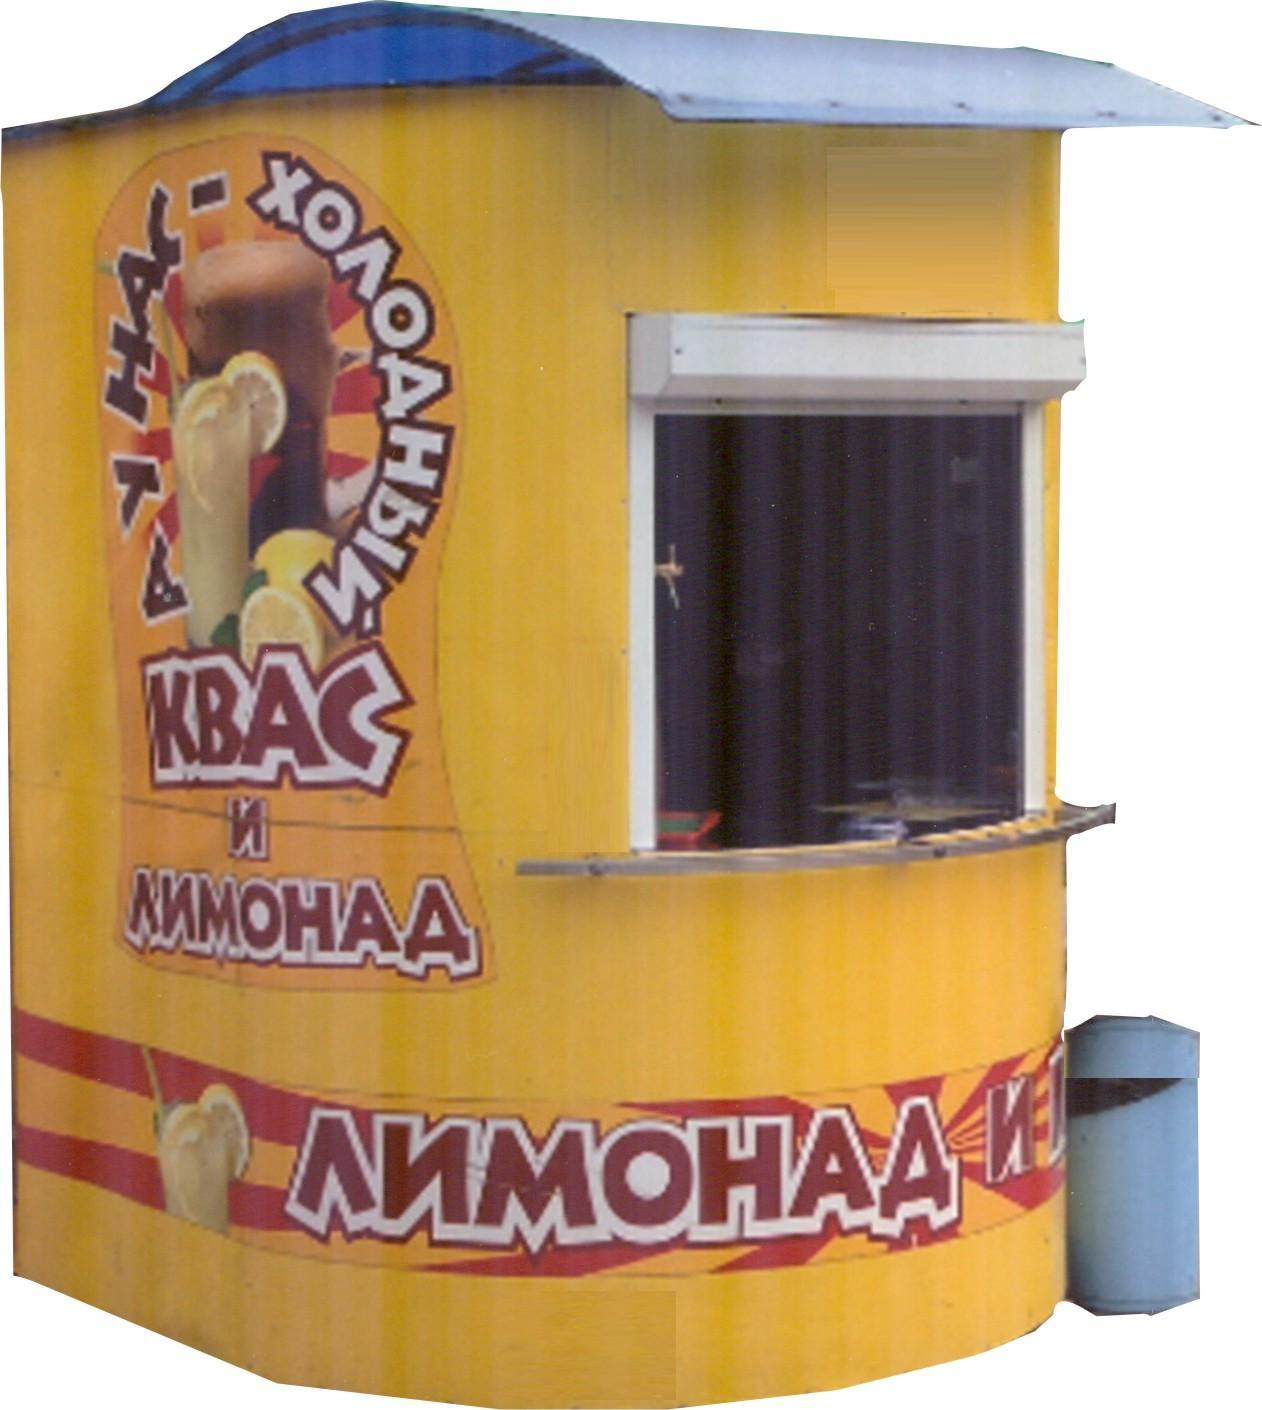 А У НАС -
ХОЛОДНЫЙ
КВАС
И
ЛИМОНАД
ЛИМОНАД И